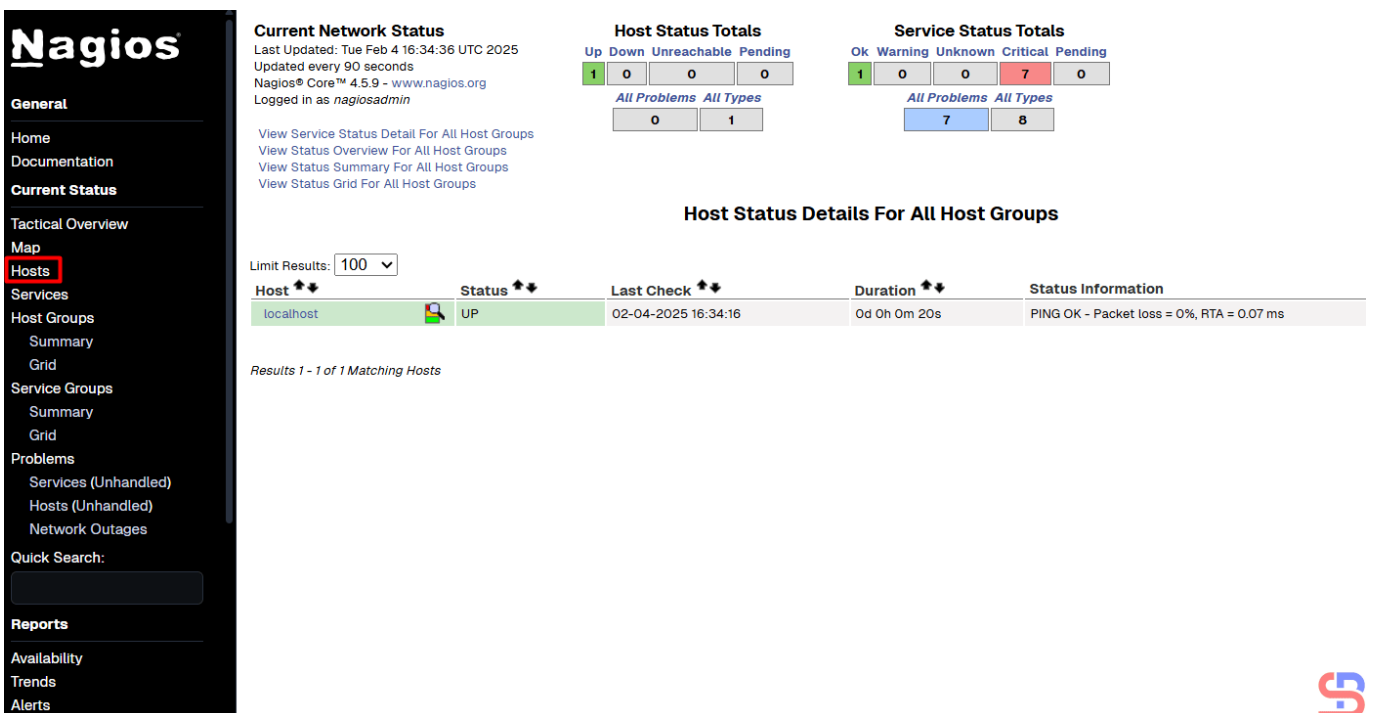 Nagios
General
Home
Documentation
Current Status
Tactical Overview
Map
Hosts
Services
Host Groups
Summary
Grid
Service Groups
Summary
Grid
Problems
Services (Unhandled)
Hosts (Unhandled)
Network Outages
Quick Search:
Reports
Availability
Trends
Alerts
Current Network Status
Last Updated: Tue Feb 4 16:34:36 UTC 2025
Updated every 90 seconds
Nagios® Core™ 4.5.9 - www.nagios.org
Logged in as nagiosadmin
View Service Status Detail For All Host Groups
View Status Overview For All Host Groups
View Status Summary For All Host Groups
View Status Grid For All Host Groups
Host Status Totals
Up Down Unreachable Pending
1 0 0 0
All Problems All Types
0 1
Service Status Totals
Ok Warning Unknown Critical Pending
1 0 0 7 0
All Problems All Types
7 8
Host Status Details For All Host Groups
Limit Results: 100
Host Status Last Check Duration Status Information
localhost UP 02-04-2025 16:34:16 0d 0h 0m 20s PING OK - Packet loss = 0%, RTA = 0.07 ms
Results 1 - 1 of 1 Matching Hosts